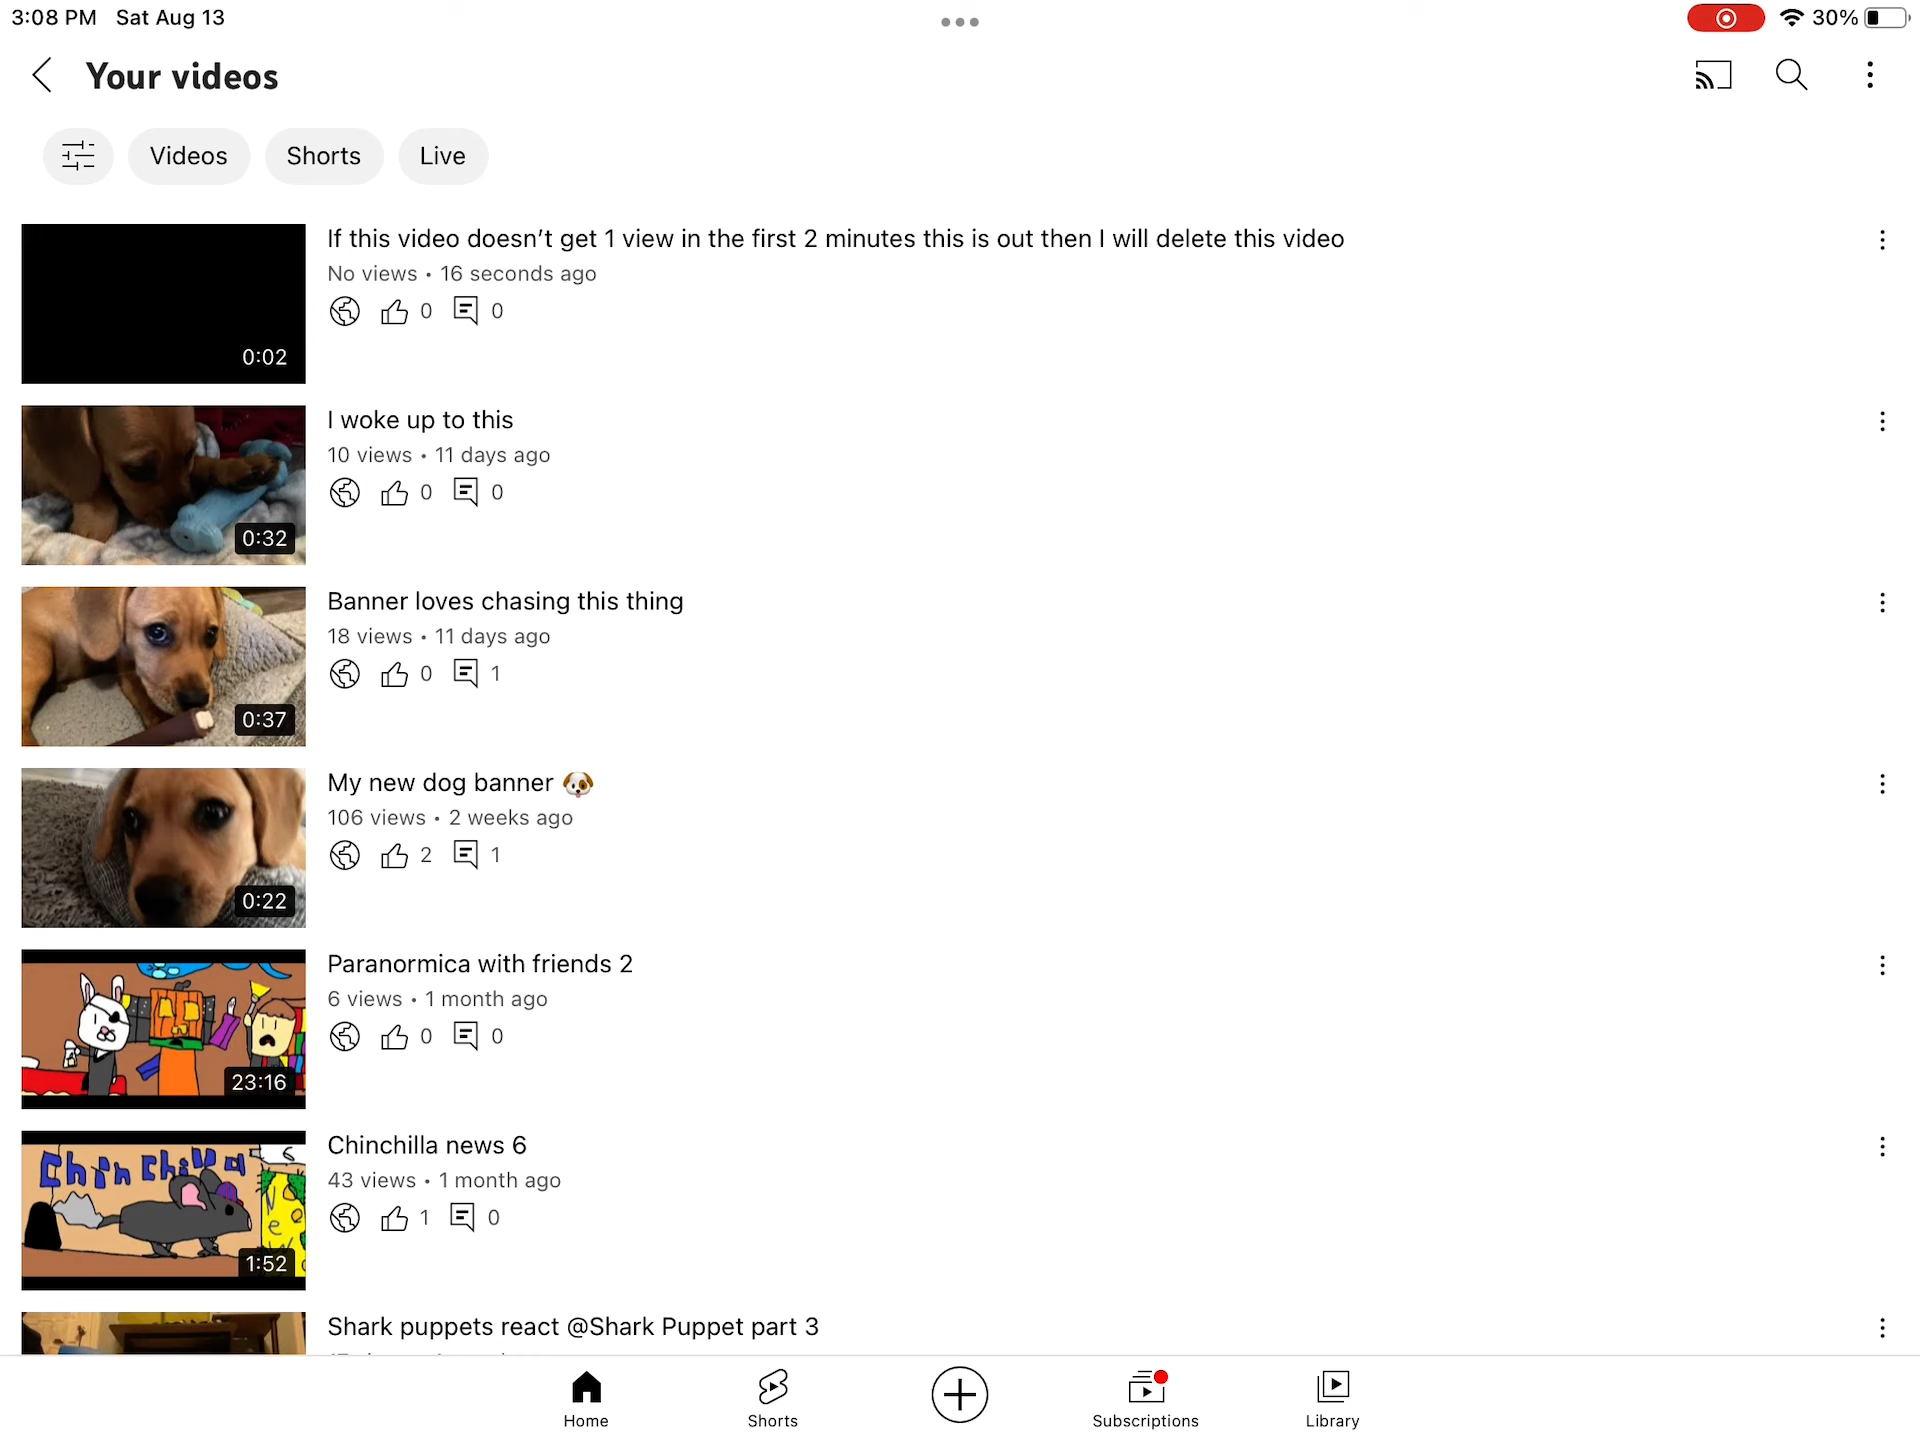 3:08 PM Sat Aug 13
30%
Your videos
Videos Shorts Live
If this video doesn’t get 1 view in the first 2 minutes this is out then I will delete this video
No views • 16 seconds ago
0 0
0:02
I woke up to this
10 views • 11 days ago
0 0
0:32
Banner loves chasing this thing
18 views • 11 days ago
0 1
0:37
My new dog banner 🐶
106 views • 2 weeks ago
2 1
0:22
Paranormica with friends 2
6 views • 1 month ago
0 0
23:16
Chinchilla news 6
43 views • 1 month ago
1 0
Chinchilla
6
1:52
Shark puppets react @Shark Puppet part 3
Home Shorts Subscriptions Library